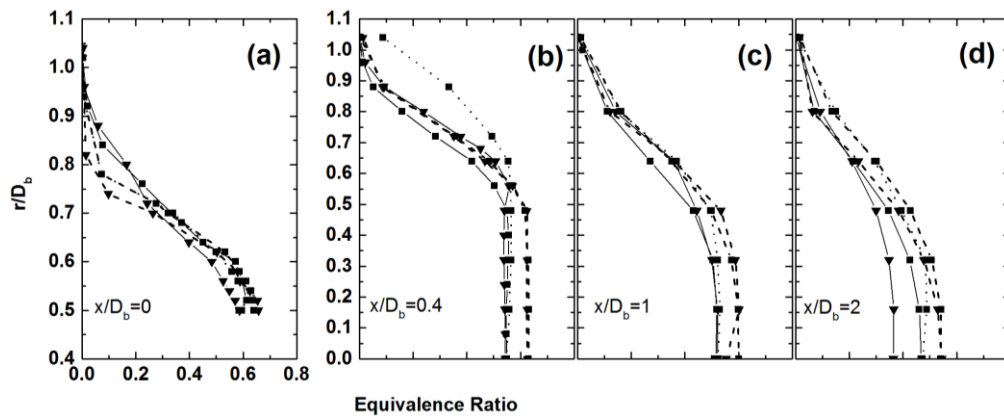 1.1
1.0
0.9
0.8
0.7
0.6
0.5
0.4
r/D_b
(a)
x/D_b=0
0.0 0.2 0.4 0.6 0.8
1.1
1.0
0.9
0.8
0.7
0.6
0.5
0.4
0.3
0.2
0.1
0.0
(b)
x/D_b=0.4
(c)
x/D_b=1
(d)
x/D_b=2
Equivalence Ratio